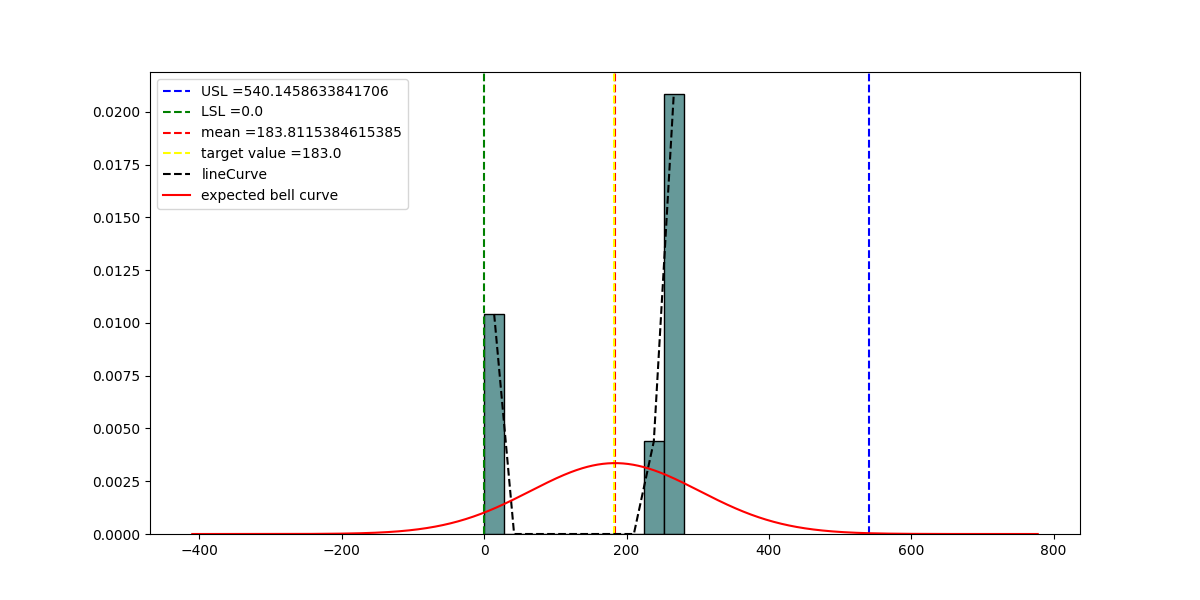 USL =540.1458633841706
LSL =0.0
mean =183.8115384615385
target value =183.0
lineCurve
expected bell curve
0.0200
0.0175
0.0150
0.0125
0.0100
0.0075
0.0050
0.0025
0.0000
−400
−200
0
200
400
600
800